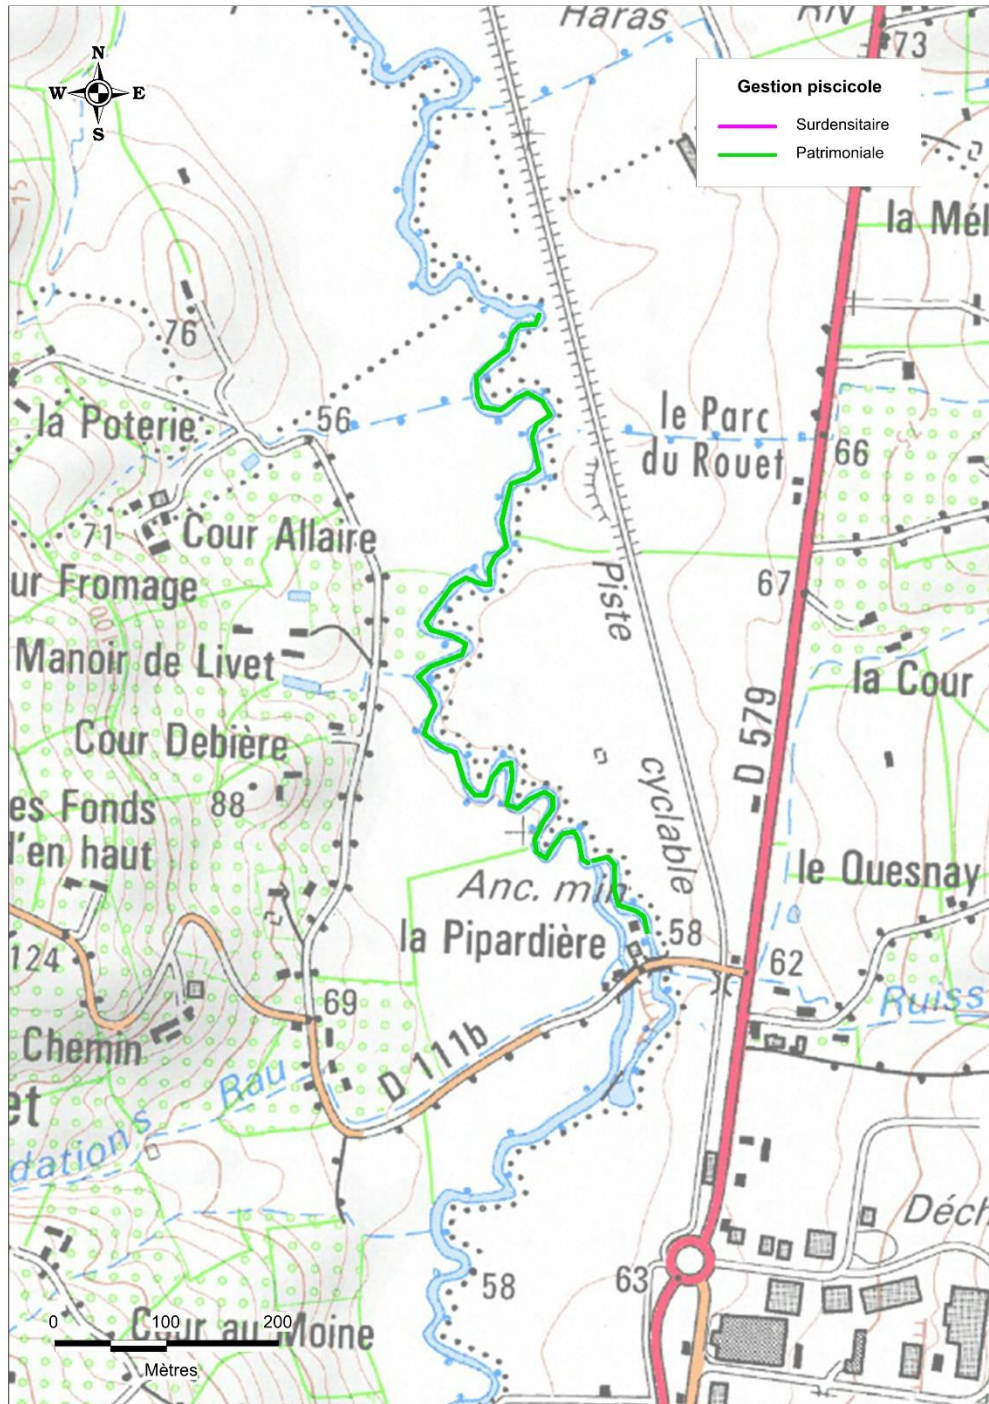 Haras
RN
73
N
W
E
S
Gestion piscicole
Surdensitaire
Patrimoniale
la Mél
76
56
la Poterie
le Parc
du Rouet
66
71
Cour Allaire
ur Fromage
Piste
67
Manoir de Livet
la Cour
D 579
Cour Debière
cyclable
88
es Fonds
d'en haut
le Quesnay
Anc. min
la Pipardière
58
124
62
69
Ruiss
Chemin
D 111b
Rau
et
dations
Déch
58
63
0
100
200
Cour au Moine
Mètres